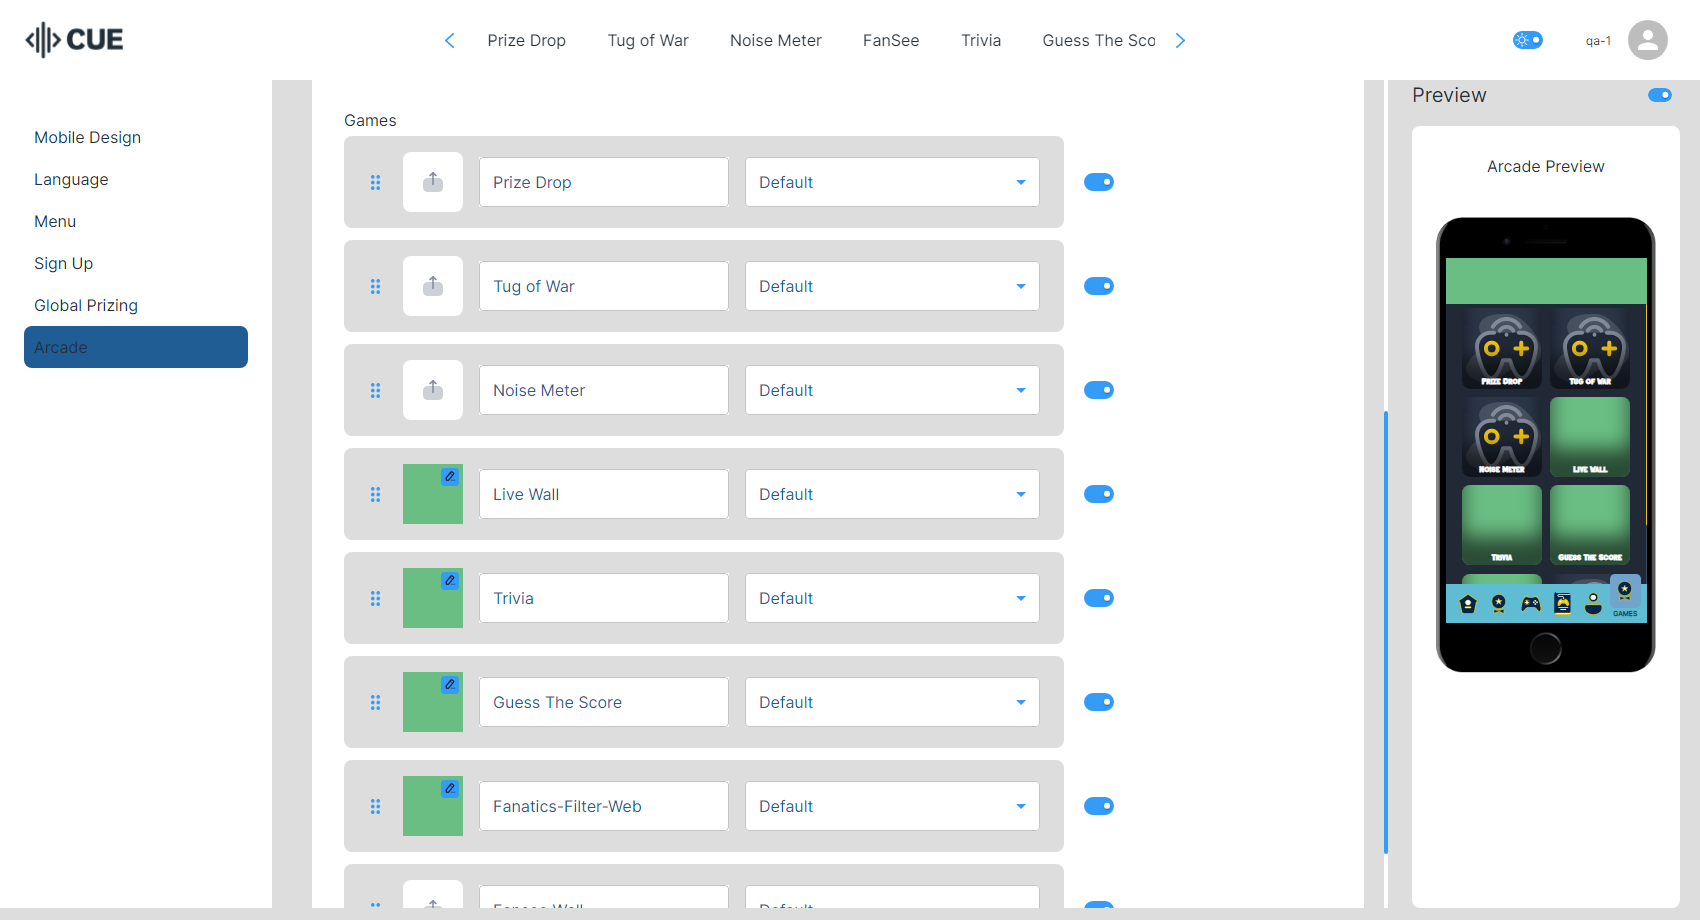 CUE
Prize Drop
Tug of War
Noise Meter
FanSee
Trivia
Guess The Sco
qa-1
Mobile Design
Language
Menu
Sign Up
Global Prizing
Arcade
Games
Prize Drop
Default
Tug of War
Default
Noise Meter
Default
Live Wall
Default
Trivia
Default
Guess The Score
Default
Fanatics-Filter-Web
Default
Fansee Wall
Default
Preview
Arcade Preview
Prize Drop
Tug of War
Noise Meter
Live Wall
Trivia
Guess The Score
GAMES